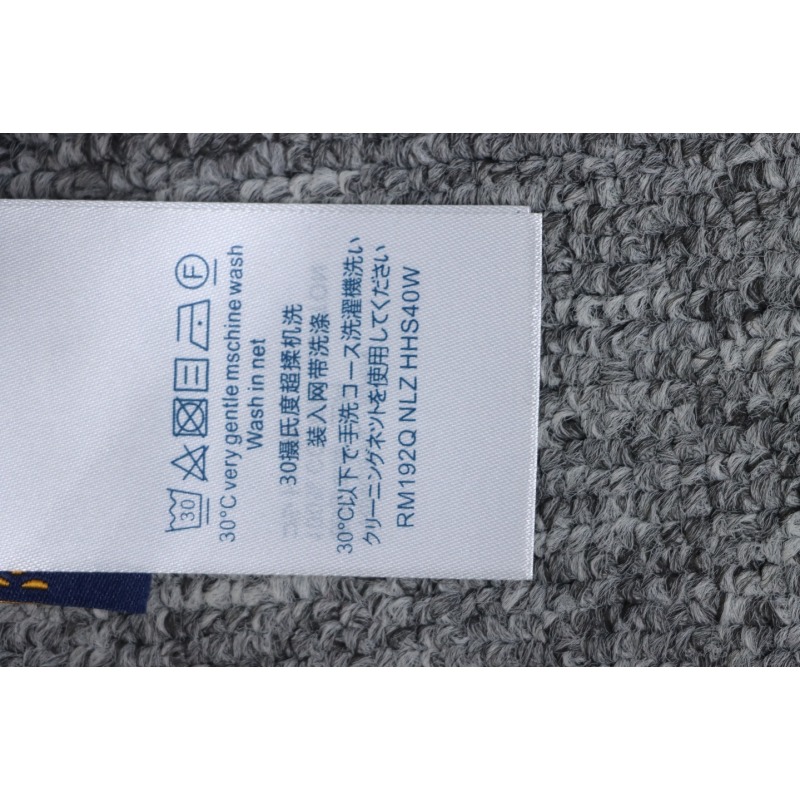 30
F
30°C very gentle mschine wash
Wash in net
30摄氏度超揉机洗
装入网带洗涤
30°C以下で手洗コース洗濯機洗い
クリーニングネットを使用してください
RM192Q NLZ HHS40W